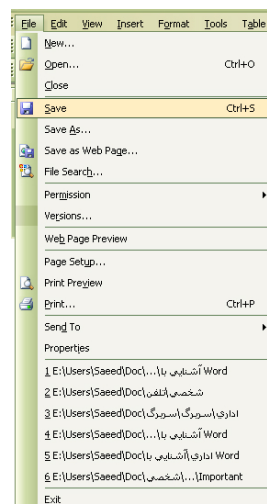 File Edit View Insert Format Tools Table
New...
Open... Ctrl+O
Close
Save Ctrl+S
Save As...
Save as Web Page...
File Search...
Permission
Versions...
Web Page Preview
Page Setup...
Print Preview
Print... Ctrl+P
Send To
Properties
1 E:\Users\Saeed\Doc\...\آشنایی با Word
2 E:\Users\Saeed\Doc\شخصی\تلفن
3 E:\Users\Saeed\Doc\اداري\سربرگ\سربرگ
4 E:\Users\Saeed\Doc\...\آشنایی با Word
5 E:\Users\Saeed\Doc\اداري\آشنایی با Word
6 E:\Users\Saeed\Doc\شخصی\...\Important
Exit